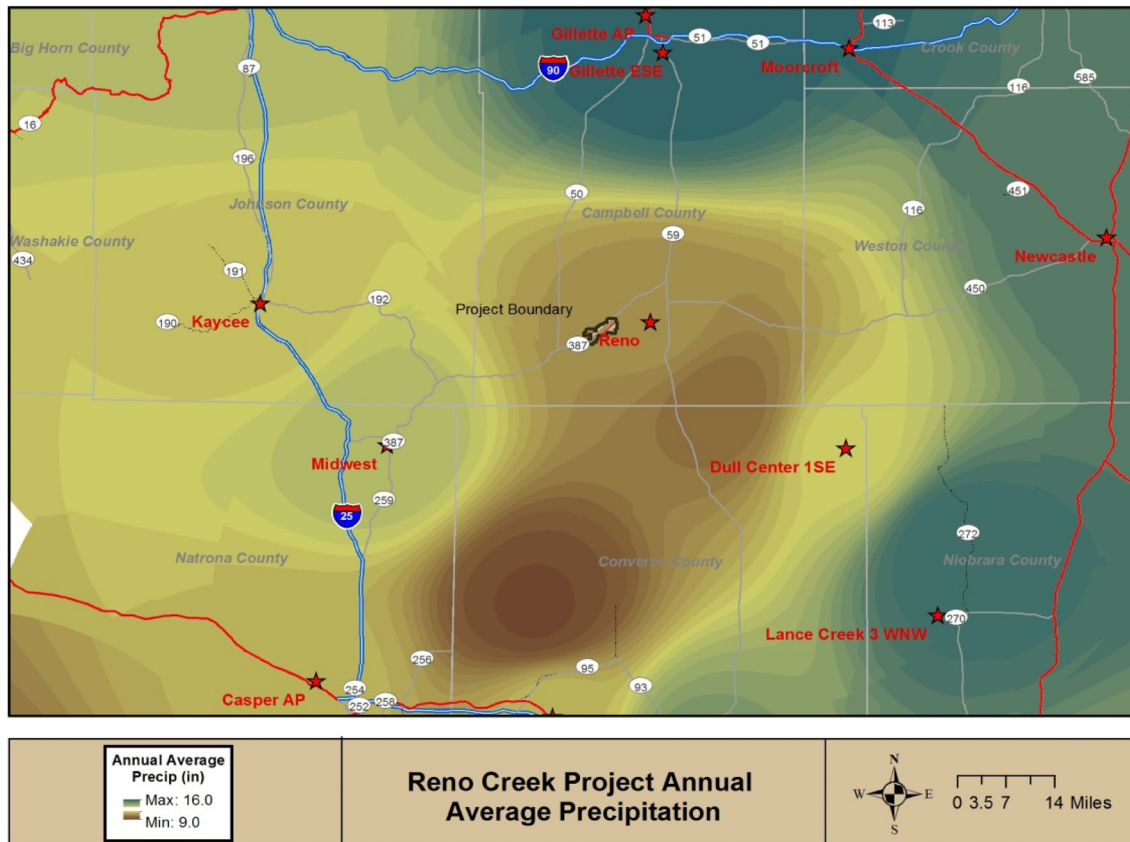 Gillette AP
113
51
51
Big Horn County
Crook County
Moorcroft
87
90
Gillette ESE
585
116
16
196
50
451
Johnson County
Campbell County
116
Washakie County
59
Weston County
Newcastle
434
191
450
192
Project Boundary
190
Kaycee
387
Reno
387
Midwest
Dull Center 1SE
259
25
272
Natrona County
Converse County
Niobrara County
270
Lance Creek 3 WNW
256
95
93
Casper AP
254
258
252
Annual Average
Precip (in)
Max: 16.0
Min: 9.0
Reno Creek Project Annual
Average Precipitation
N
W
E
S
0 3.5 7 14 Miles